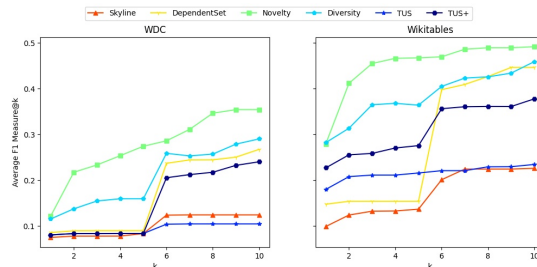 Skyline DependentSet Novelty Diversity TUS TUS+
WDC Wikitables
0.5
0.4
0.3
0.2
0.1
Average F1 Measure@k
2 4 6 8 10 2 4 6 8 10
k k